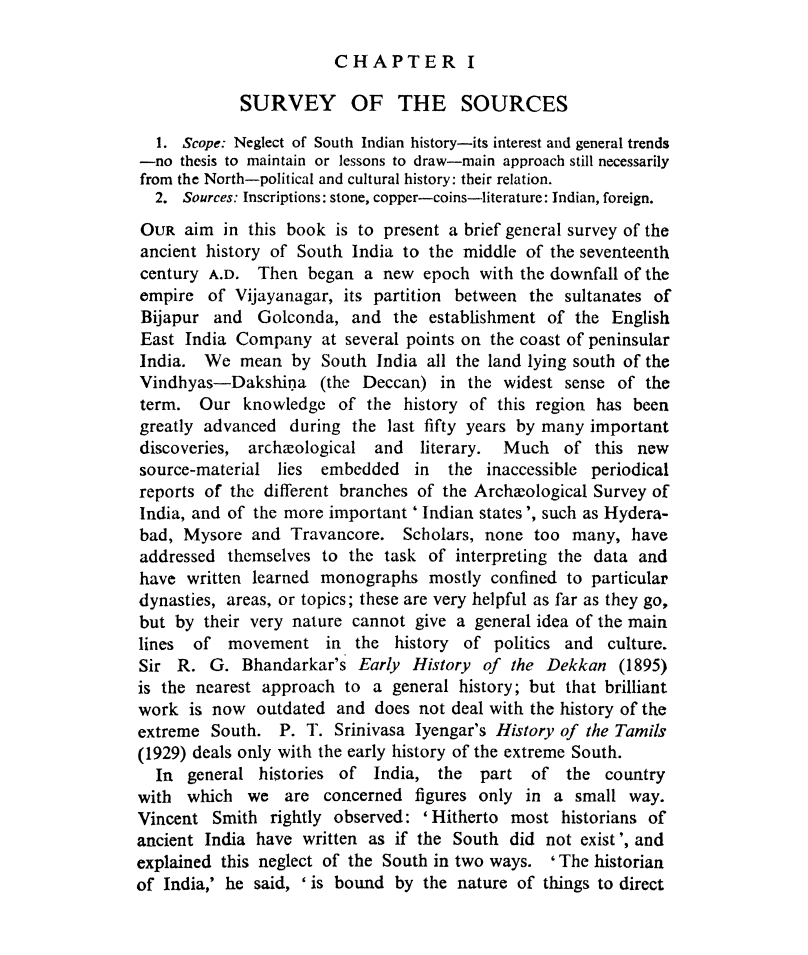 CHAPTER I
SURVEY OF THE SOURCES
1. Scope: Neglect of South Indian history—its interest and general trends
—no thesis to maintain or lessons to draw—main approach still necessarily
from the North—political and cultural history: their relation.
2. Sources: Inscriptions: stone, copper—coins—literature: Indian, foreign.
OUR aim in this book is to present a brief general survey of the
ancient history of South India to the middle of the seventeenth
century A.D. Then began a new epoch with the downfall of the
empire of Vijayanagar, its partition between the sultanates of
Bijapur and Golconda, and the establishment of the English
East India Company at several points on the coast of peninsular
India. We mean by South India all the land lying south of the
Vindhyas—Dakshiṇa (the Deccan) in the widest sense of the
term. Our knowledge of the history of this region has been
greatly advanced during the last fifty years by many important
discoveries, archæological and literary. Much of this new
source-material lies embedded in the inaccessible periodical
reports of the different branches of the Archæological Survey of
India, and of the more important ‘ Indian states ’, such as Hydera-
bad, Mysore and Travancore. Scholars, none too many, have
addressed themselves to the task of interpreting the data and
have written learned monographs mostly confined to particular
dynasties, areas, or topics; these are very helpful as far as they go,
but by their very nature cannot give a general idea of the main
lines of movement in the history of politics and culture.
Sir R. G. Bhandarkar's Early History of the Dekkan (1895)
is the nearest approach to a general history; but that brilliant
work is now outdated and does not deal with the history of the
extreme South. P. T. Srinivasa Iyengar's History of the Tamils
(1929) deals only with the early history of the extreme South.
In general histories of India, the part of the country
with which we are concerned figures only in a small way.
Vincent Smith rightly observed: ‘Hitherto most historians of
ancient India have written as if the South did not exist’, and
explained this neglect of the South in two ways. ‘The historian
of India,’ he said, ‘is bound by the nature of things to direct